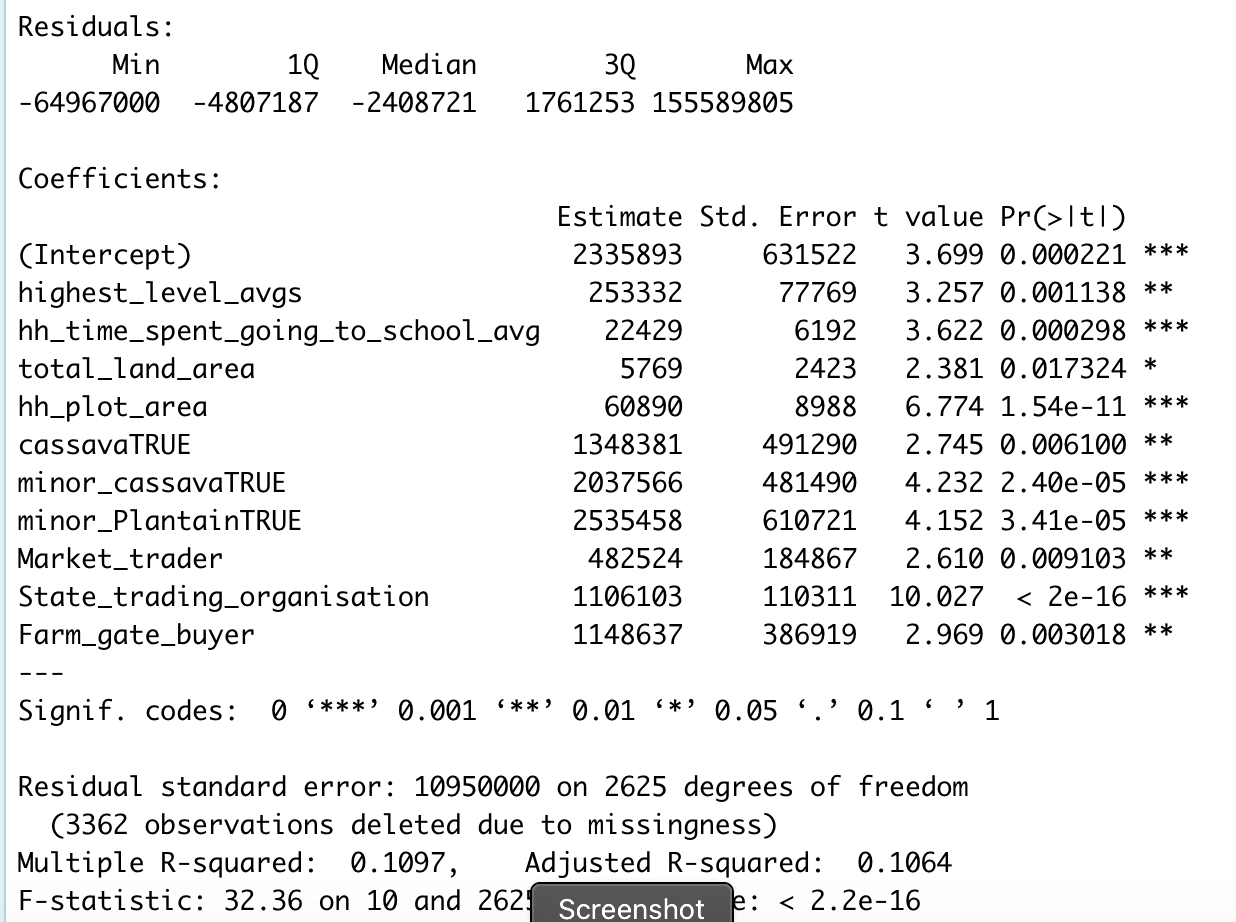 Residuals:
Min 1Q Median 3Q Max
-64967000 -4807187 -2408721 1761253 155589805
Coefficients:
Estimate Std. Error t value Pr(>|t|)
(Intercept) 2335893 631522 3.699 0.000221 ***
highest_level_avgs 253332 77769 3.257 0.001138 **
hh_time_spent_going_to_school_avg 22429 6192 3.622 0.000298 ***
total_land_area 5769 2423 2.381 0.017324 *
hh_plot_area 60890 8988 6.774 1.54e-11 ***
cassavaTRUE 1348381 491290 2.745 0.006100 **
minor_cassavaTRUE 2037566 481490 4.232 2.40e-05 ***
minor_PlantainTRUE 2535458 610721 4.152 3.41e-05 ***
Market_trader 482524 184867 2.610 0.009103 **
State_trading_organisation 1106103 110311 10.027 < 2e-16 ***
Farm_gate_buyer 1148637 386919 2.969 0.003018 **
---
Signif. codes: 0 ‘***’ 0.001 ‘**’ 0.01 ‘*’ 0.05 ‘.’ 0.1 ‘ ’ 1
Residual standard error: 10950000 on 2625 degrees of freedom
(3362 observations deleted due to missingness)
Multiple R-squared: 0.1097, Adjusted R-squared: 0.1064
F-statistic: 32.36 on 10 and 2625 e: < 2.2e-16
Screenshot